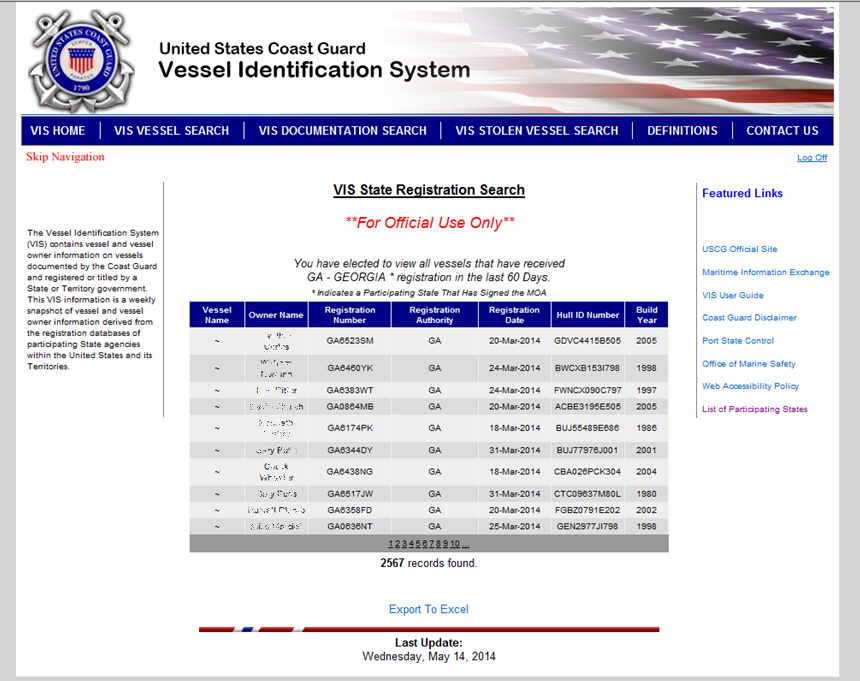 UNITED STATES COAST GUARD
SEMPER
PARATUS
1790
United States Coast Guard
Vessel Identification System
VIS HOME VIS VESSEL SEARCH VIS DOCUMENTATION SEARCH VIS STOLEN VESSEL SEARCH DEFINITIONS CONTACT US
Skip Navigation
Log Off
The Vessel Identification System
(VIS) contains vessel and vessel
owner information on vessels
documented by the Coast Guard
and registered or titled by a
State or Territory government.
This VIS information is a weekly
snapshot of vessel and vessel
owner information derived from
the registration databases of
participating State agencies
within the United States and its
Territories.
VIS State Registration Search
**For Official Use Only**
You have elected to view all vessels that have received
GA - GEORGIA * registration in the last 60 Days.
* Indicates a Participating State That Has Signed the MOA
Vessel Name Owner Name Registration Number Registration Authority Registration Date Hull ID Number Build Year
~ GA6523SM GA 20-Mar-2014 GDVC4415B505 2005
~ GA6460YK GA 24-Mar-2014 BWCXB153I798 1998
~ GA6383WT GA 24-Mar-2014 FWNCX090C797 1997
~ GA0864MB GA 20-Mar-2014 ACBE3195E505 2005
~ GA6174PK GA 18-Mar-2014 BUJ55489E686 1986
~ GA6344DY GA 31-Mar-2014 BUJ77976J001 2001
~ GA6438NG GA 18-Mar-2014 CBA026PCK304 2004
~ GA6517JW GA 31-Mar-2014 CTC09637M80L 1980
~ GA6358FD GA 20-Mar-2014 FGBZ0791E202 2002
~ GA0636NT GA 25-Mar-2014 GEN2977JI798 1998
1 2 3 4 5 6 7 8 9 10 ...
2567 records found.
Export To Excel
Last Update:
Wednesday, May 14, 2014
Featured Links
USCG Official Site
Maritime Information Exchange
VIS User Guide
Coast Guard Disclaimer
Port State Control
Office of Marine Safety
Web Accessibility Policy
List of Participating States